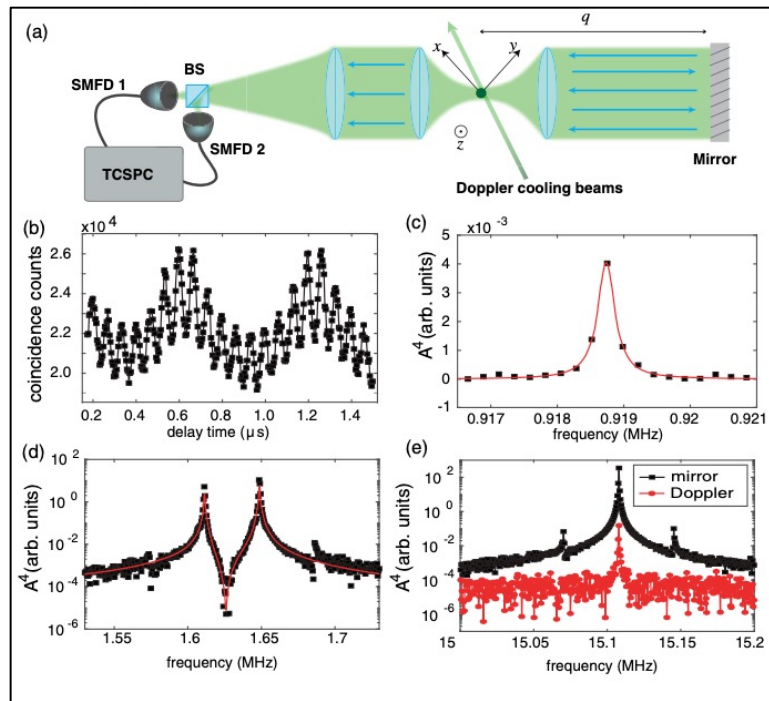 (a)
q
x
y
BS
SMFD 1
SMFD 2
z
TCSPC
Doppler cooling beams
Mirror
(b)
x10 4
coincidence counts
2.6
2.4
2.2
2.0
0.2 0.4 0.6 0.8 1.0 1.2 1.4
delay time (μs)
(c)
x10 -3
A4 (arb. units)
5
4
3
2
1
0
-1
0.917 0.918 0.919 0.92 0.921
frequency (MHz)
(d)
A4 (arb. units)
10 2
10 0
10 -2
10 -4
10 -6
1.55 1.6 1.65 1.7
frequency (MHz)
(e)
A4 (arb. units)
10 2
10 0
10 -2
10 -4
10 -6
mirror
Doppler
15 15.05 15.1 15.15 15.2
frequency (MHz)